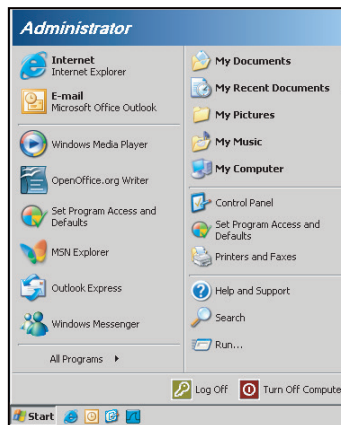 Administrator
Internet
Internet Explorer
E-mail
Microsoft Office Outlook
Windows Media Player
OpenOffice.org Writer
Set Program Access and
Defaults
MSN Explorer
Outlook Express
Windows Messenger
All Programs
My Documents
My Recent Documents
My Pictures
My Music
My Computer
Control Panel
Set Program Access and
Defaults
Printers and Faxes
Help and Support
Search
Run...
Log Off
Turn Off Compute
Start